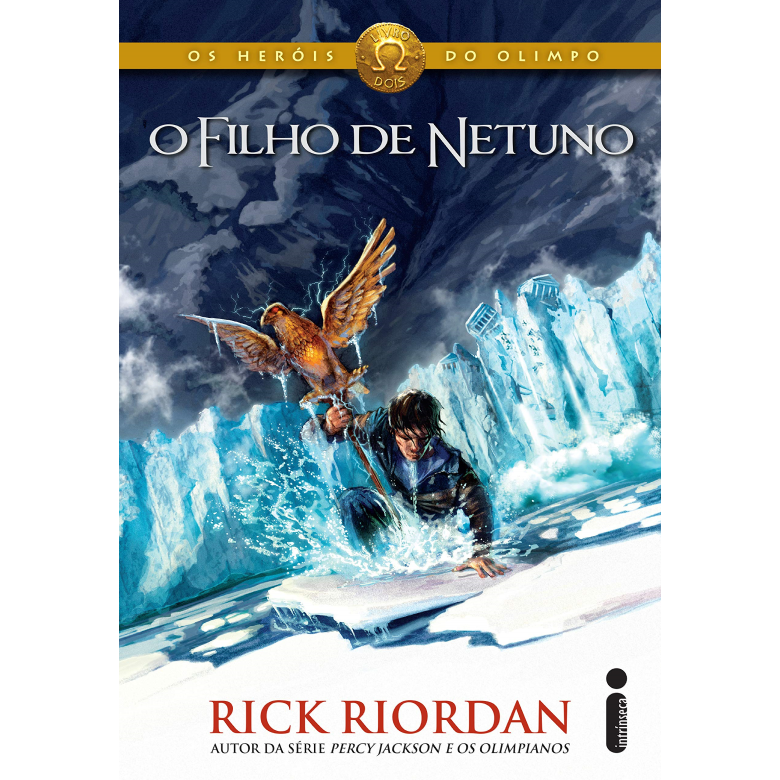 OS HERÓIS DO OLIMPO
LIVRO
DOIS
O FILHO DE NETUNO
RICK RIORDAN
AUTOR DA SÉRIE PERCY JACKSON E OS OLIMPIANOS
intrínseca